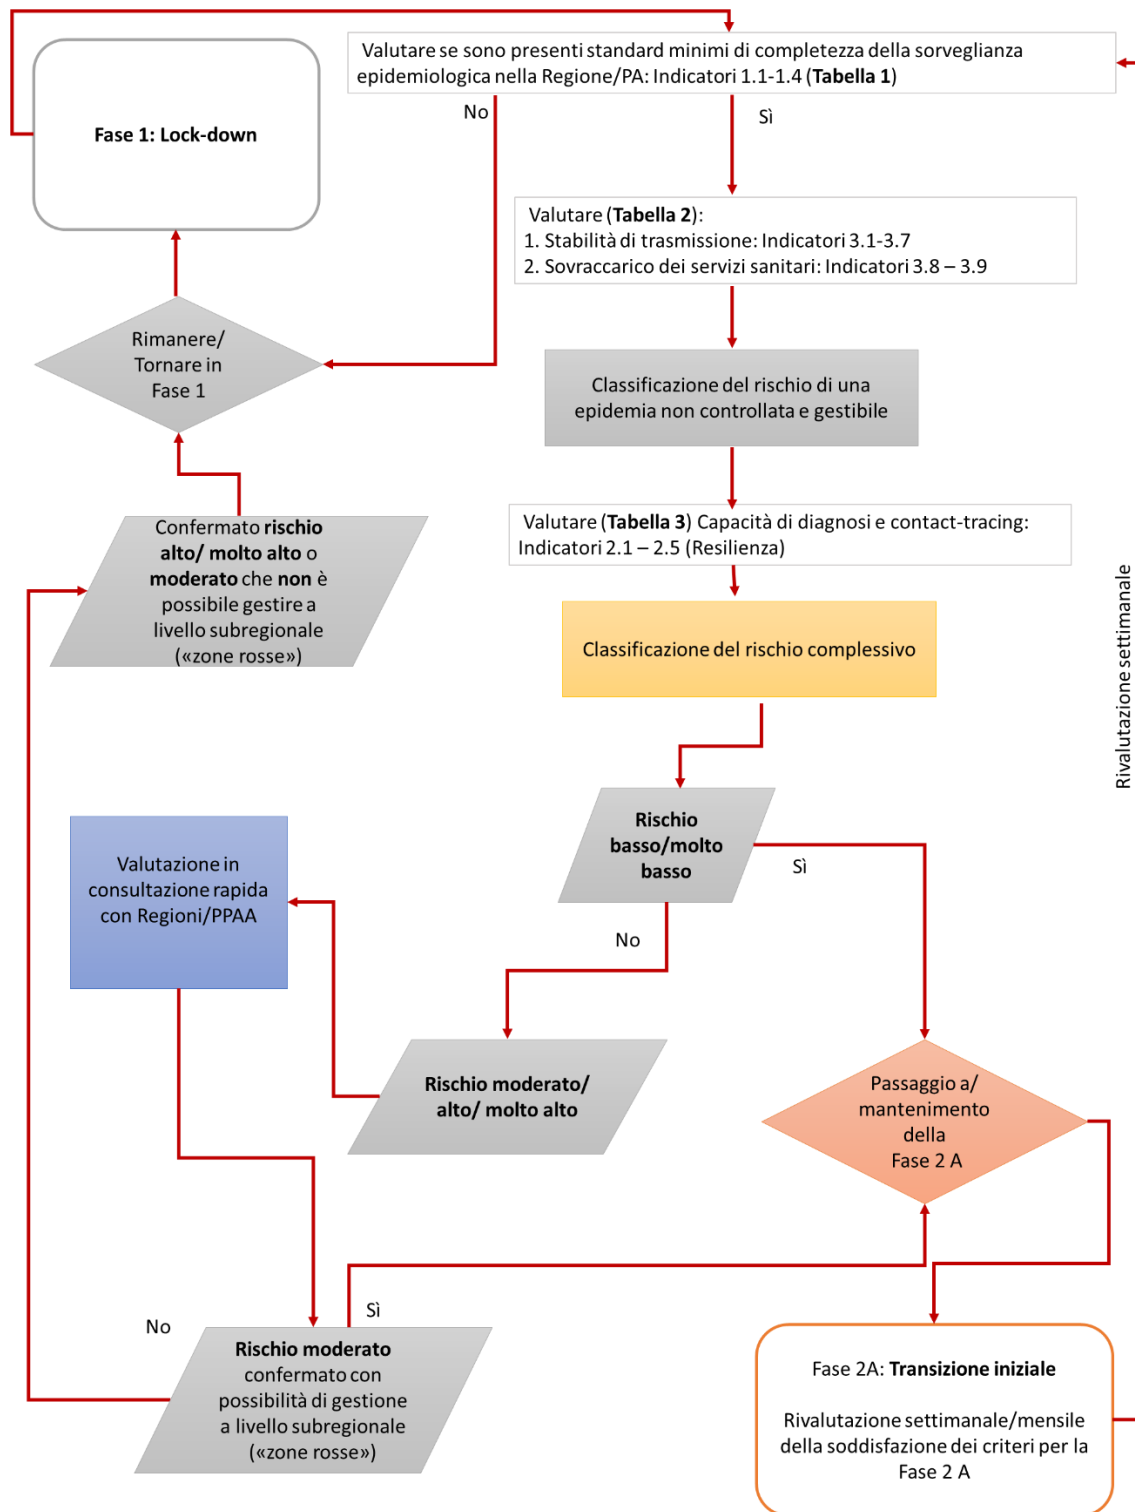 Valutare se sono presenti standard minimi di completezza della sorveglianza
epidemiologica nella Regione/PA: Indicatori 1.1-1.4 (Tabella 1)
No
Sì
Fase 1: Lock-down
Valutare (Tabella 2):
1. Stabilità di trasmissione: Indicatori 3.1-3.7
2. Sovraccarico dei servizi sanitari: Indicatori 3.8 – 3.9
Rimanere/
Tornare in
Fase 1
Classificazione del rischio di una
epidemia non controllata e gestibile
Confermato rischio
alto/ molto alto o
moderato che non è
possibile gestire a
livello subregionale
(«zone rosse»)
Valutare (Tabella 3) Capacità di diagnosi e contact-tracing:
Indicatori 2.1 – 2.5 (Resilienza)
Classificazione del rischio complessivo
Rivalutazione settimanale
Rischio
basso/molto
basso
Sì
No
Valutazione in
consultazione rapida
con Regioni/PPAA
Rischio moderato/
alto/ molto alto
Passaggio a/
mantenimento
della
Fase 2 A
No
Sì
Rischio moderato
confermato con
possibilità di gestione
a livello subregionale
(«zone rosse»)
Fase 2A: Transizione iniziale
Rivalutazione settimanale/mensile
della soddisfazione dei criteri per la
Fase 2 A